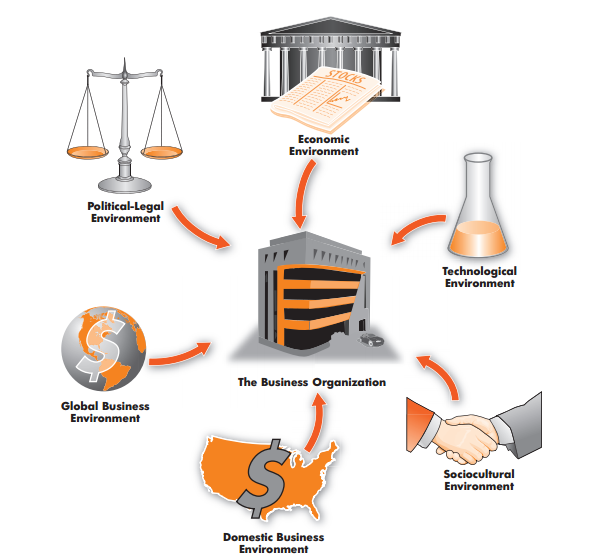 STOCKS
Economic
Environment
Political-Legal
Environment
Technological
Environment
The Business Organization
Global Business
Environment
Sociocultural
Environment
Domestic Business
Environment